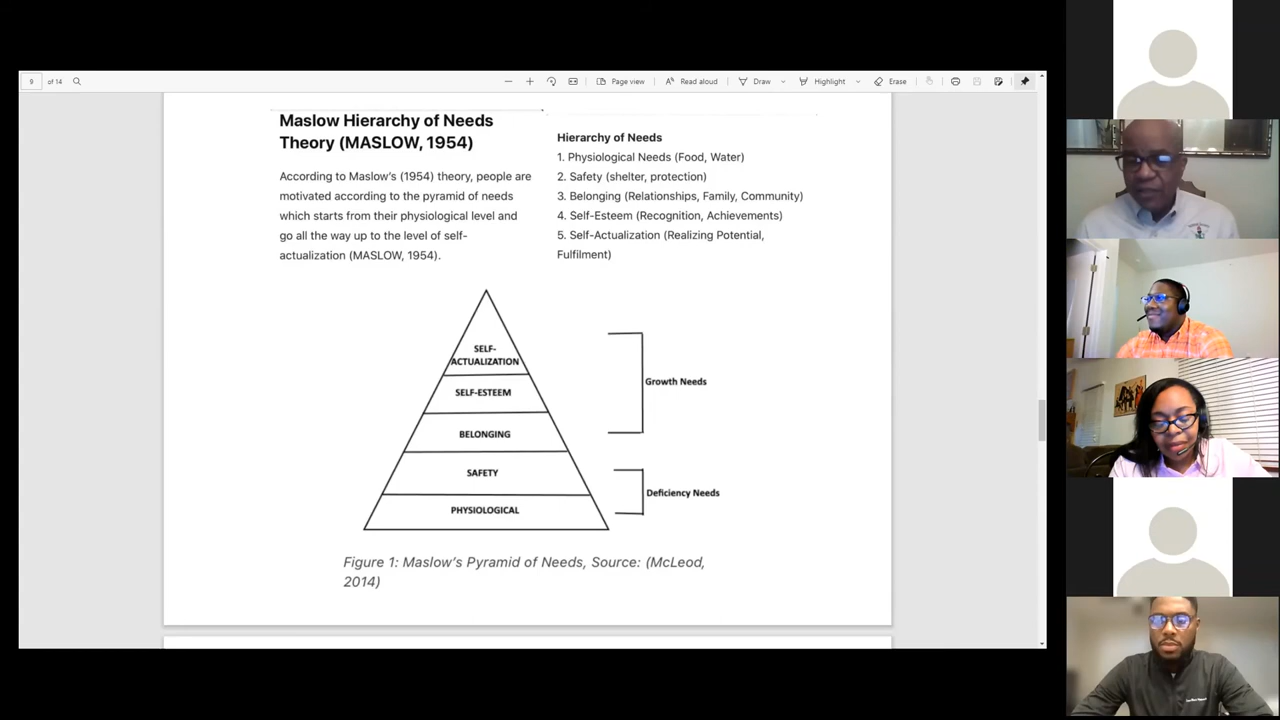 9 of 14
Page view
Read aloud
Draw
Highlight
Erase
Maslow Hierarchy of Needs
Theory (MASLOW, 1954)
According to Maslow's (1954) theory, people are
motivated according to the pyramid of needs
which starts from their physiological level and
go all the way up to the level of self-
actualization (MASLOW, 1954).
Hierarchy of Needs
1. Physiological Needs (Food, Water)
2. Safety (shelter, protection)
3. Belonging (Relationships, Family, Community)
4. Self-Esteem (Recognition, Achievements)
5. Self-Actualization (Realizing Potential,
Fulfilment)
SELF-
ACTUALIZATION
SELF-ESTEEM
BELONGING
SAFETY
PHYSIOLOGICAL
Growth Needs
Deficiency Needs
Figure 1: Maslow's Pyramid of Needs, Source: (McLeod,
2014)